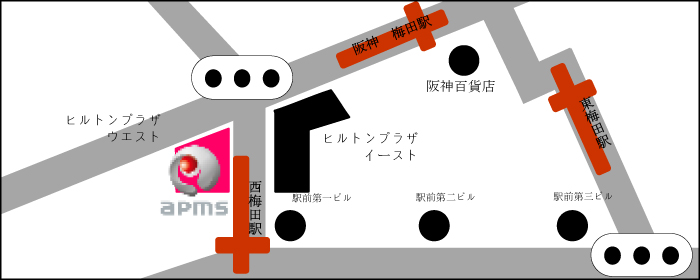 阪神 梅田駅
阪神百貨店
東梅田駅
ヒルトンプラザ
ウエスト
ヒルトンプラザ
イースト
apms
西梅田駅
駅前第一ビル
駅前第二ビル
駅前第三ビル